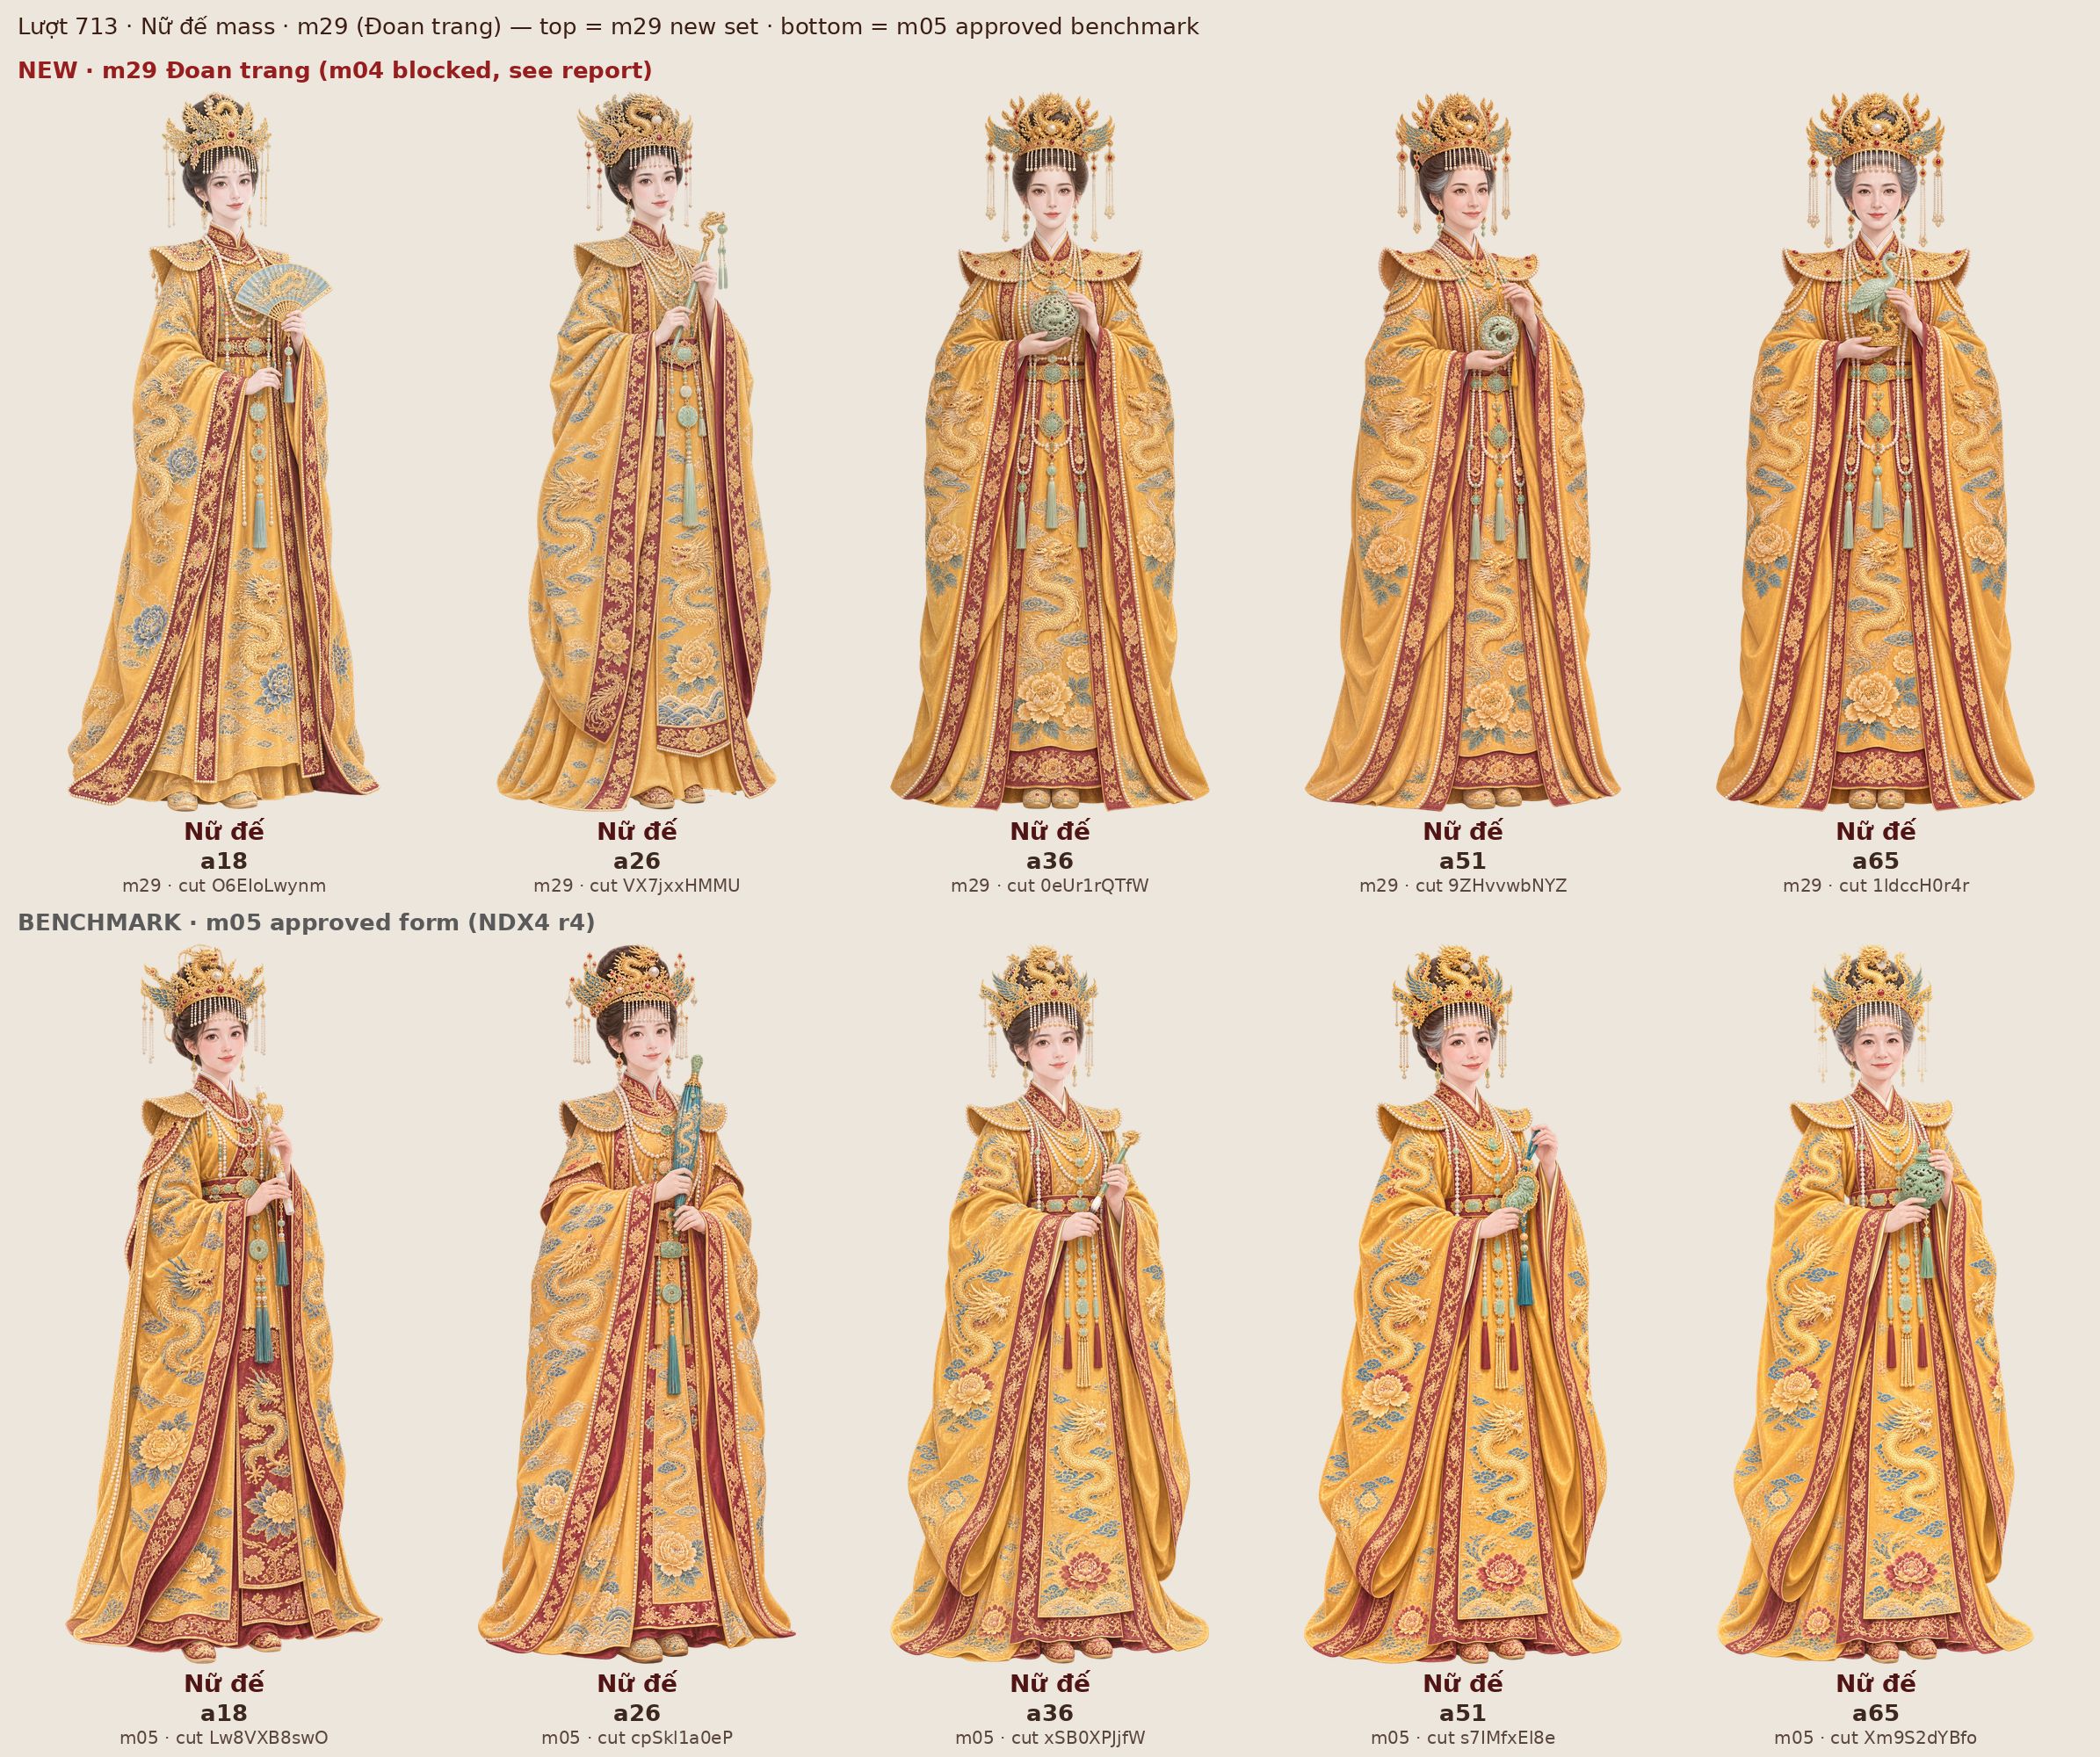 Lượt 713 · Nữ đế mass · m29 (Đoan trang) — top = m29 new set · bottom = m05 approved benchmark
NEW · m29 Đoan trang (m04 blocked, see report)
Nữ đế
a18
m29 · cut O6EIoLwynm
Nữ đế
a26
m29 · cut VX7jxxHMMU
Nữ đế
a36
m29 · cut 0eUr1rQTfW
Nữ đế
a51
m29 · cut 9ZHvvwbNYZ
Nữ đế
a65
m29 · cut 1ldccH0r4r
BENCHMARK · m05 approved form (NDX4 r4)
Nữ đế
a18
m05 · cut Lw8VXB8swO
Nữ đế
a26
m05 · cut cpSkl1a0eP
Nữ đế
a36
m05 · cut xSB0XPJjfW
Nữ đế
a51
m05 · cut s7IMfxEl8e
Nữ đế
a65
m05 · cut Xm9S2dYBfo